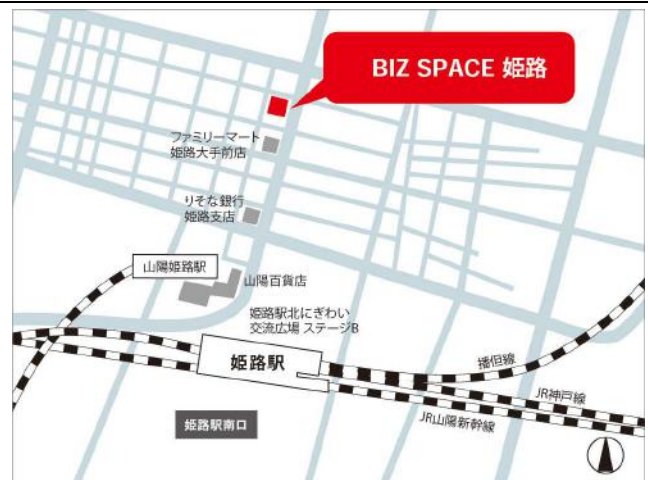 BIZ SPACE 姫路
ファミリーマート
姫路大手前店
りそな銀行
姫路支店
山陽姫路駅
山陽百貨店
姫路駅北にぎわい
交流広場 ステージB
姫路駅
播但線
JR神戸線
JR山陽新幹線
姫路駅南口